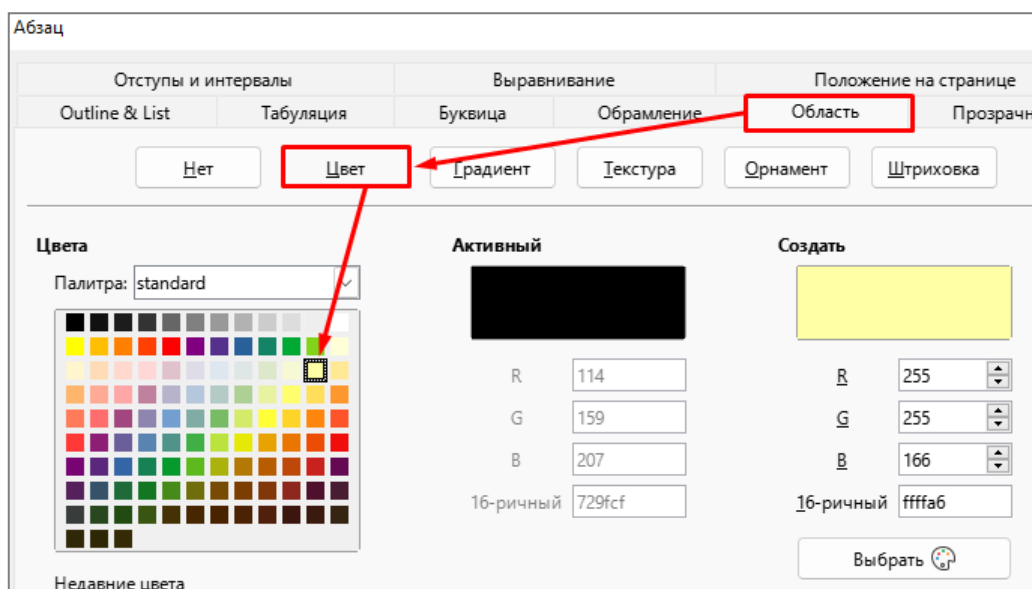 Абзац
Отступы и интервалы Выравнивание Положение на странице
Outline & List Табуляция Буквица Обрамление Область Прозрачн
Нет Цвет Градиент Текстура Орнамент Штриховка
Цвета Активный Создать
Палитра: standard
R 114 R 255
G 159 G 255
B 207 B 166
16-ричный 729fcf 16-ричный ffffa6
Выбрать
Недавние цвета